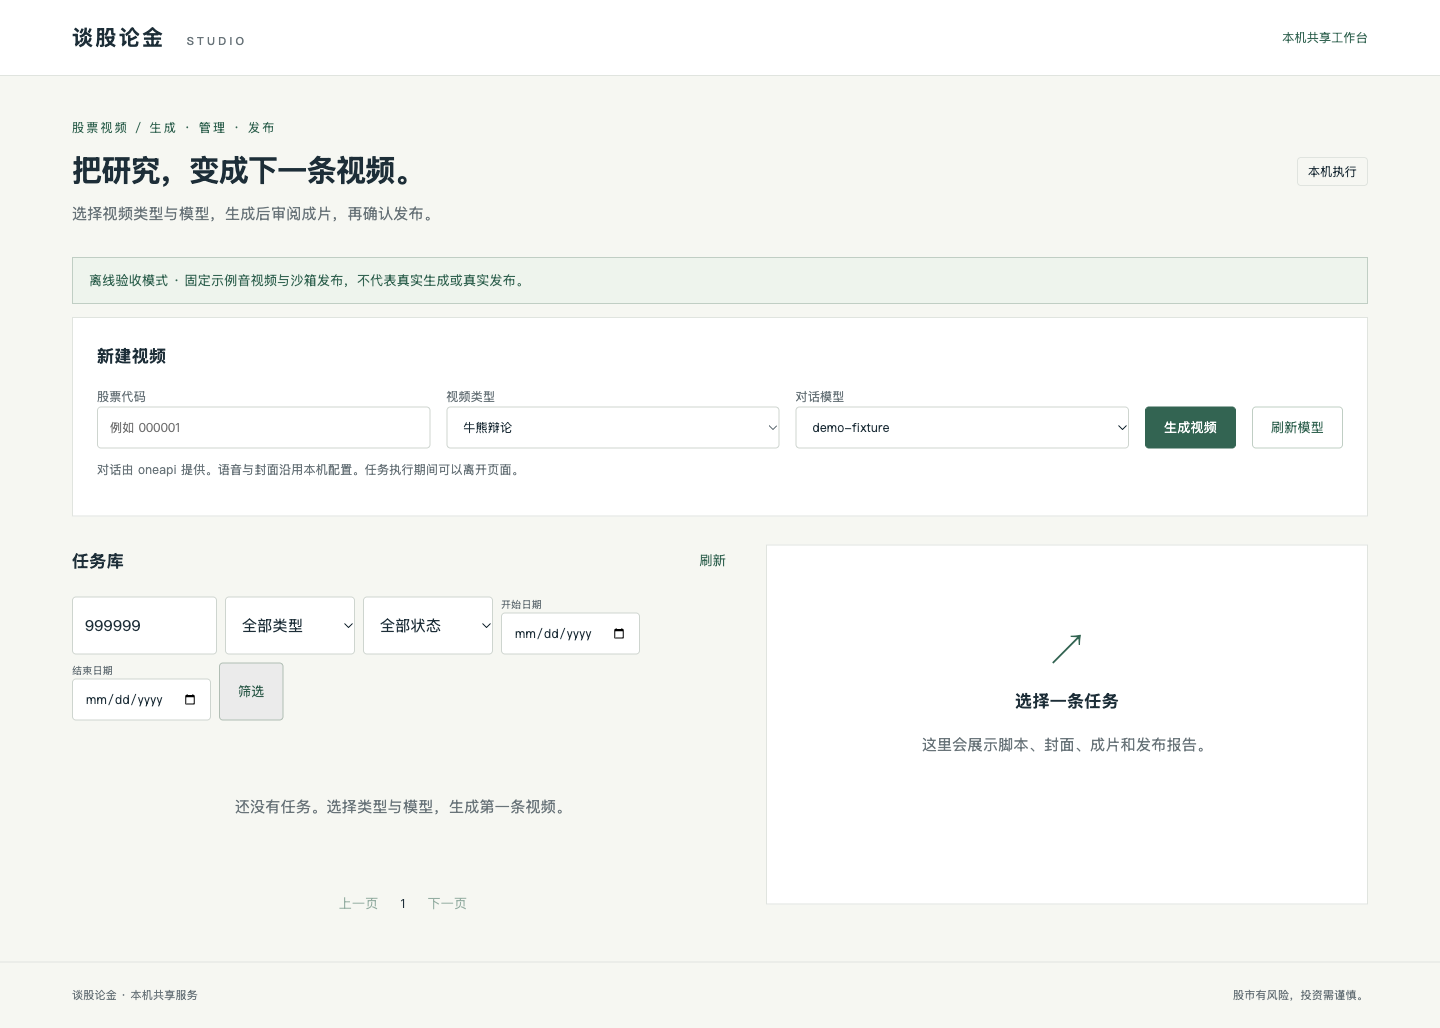 谈股论金 STUDIO
本机共享工作台
股票视频 / 生成 · 管理 · 发布
把研究，变成下一条视频。
本机执行
选择视频类型与模型，生成后审阅成片，再确认发布。
离线验收模式 · 固定示例音视频与沙箱发布，不代表真实生成或真实发布。
新建视频
股票代码 视频类型 对话模型
例如 000001 牛熊辩论 demo-fixture 生成视频 刷新模型
对话由 oneapi 提供。语音与封面沿用本机配置。任务执行期间可以离开页面。
任务库 刷新
999999 全部类型 全部状态
开始日期
mm/dd/yyyy
结束日期
mm/dd/yyyy
筛选
还没有任务。选择类型与模型，生成第一条视频。
上一页 1 下一页
选择一条任务
这里会展示脚本、封面、成片和发布报告。
谈股论金 · 本机共享服务
股市有风险，投资需谨慎。